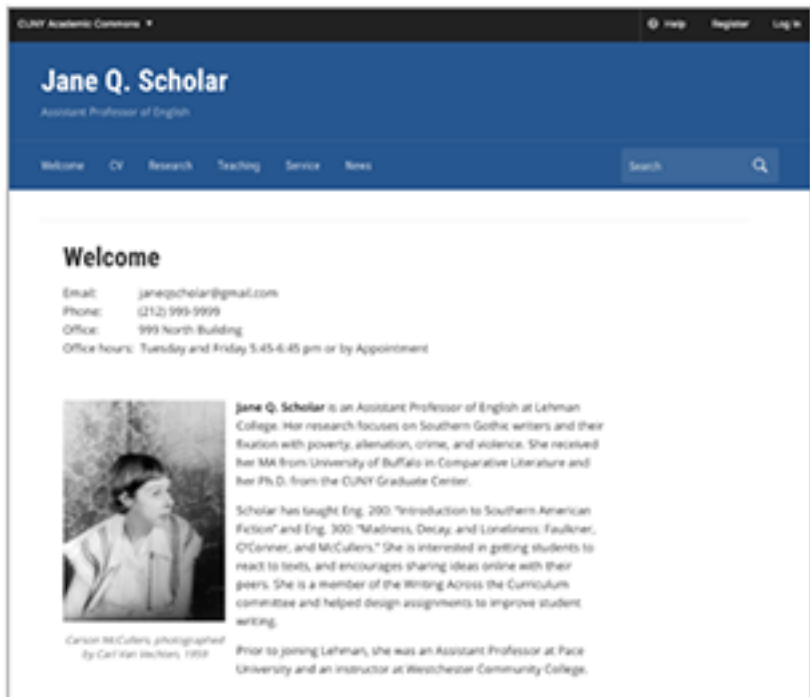 CUNY Academic Commons ▼ Help Register Log In
Jane Q. Scholar
Assistant Professor of English
Welcome CV Research Teaching Service News Search
Welcome
Email: janeqscholar@gmail.com
Phone: (212) 999-9999
Office: 999 North Building
Office hours: Tuesday and Friday 5:45-6:45 pm or by Appointment
Jane Q. Scholar is an Assistant Professor of English at Lehman
College. Her research focuses on Southern Gothic writers and their
fixation with poverty, alienation, crime, and violence. She received
her MA from University of Buffalo in Comparative Literature and
her Ph.D. from the CUNY Graduate Center.
Scholar has taught Eng. 200: “Introduction to Southern American
Fiction” and Eng. 300: “Madness, Decay, and Loneliness: Faulkner,
O’Conner, and McCullers.” She is interested in getting students to
react to texts, and encourages sharing ideas online with their
peers. She is a member of the Writing Across the Curriculum
committee and helped design assignments to improve student
writing.
Prior to joining Lehman, she was an Assistant Professor at Pace
University and an instructor at Westchester Community College.
Carson McCullers, photographed
by Carl Van Vechten, 1959